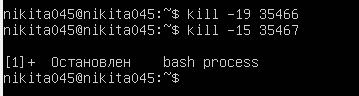 nikita045@nikita045:~$ kill -19 35466
nikita045@nikita045:~$ kill -15 35467
[1]+  Остановлен    bash process
nikita045@nikita045:~$